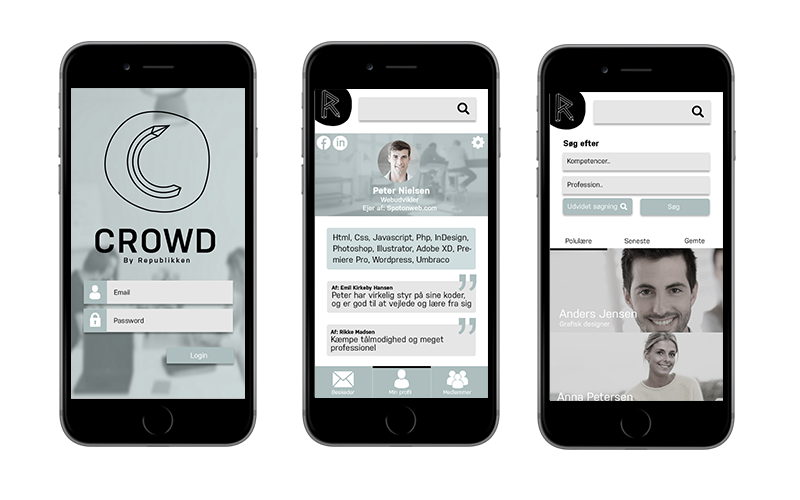 CROWD
By Republikken
Email
Password
Login
R
Peter Nielsen
Webudvikler
Ejer af: Spotonweb.com
Html, Css, Javascript, Php, InDesign,
Photoshop, Illustrator, Adobe XD, Pre-
miere Pro, Wordpress, Umbraco
Af: Emil Kirkeby Hansen
Peter har virkelig styr på sine koder,
og er god til at vejlede og lære fra sig
Af: Rikke Madsen
Kæmpe tålmodighed og meget
professionel
Beskeder
Min profil
Medlemmer
R
Søg efter
Kompetencer..
Profession..
Udvidet søgning
Søg
Polulære
Seneste
Gemte
Anders Jensen
Grafisk designer
Anna Petersen